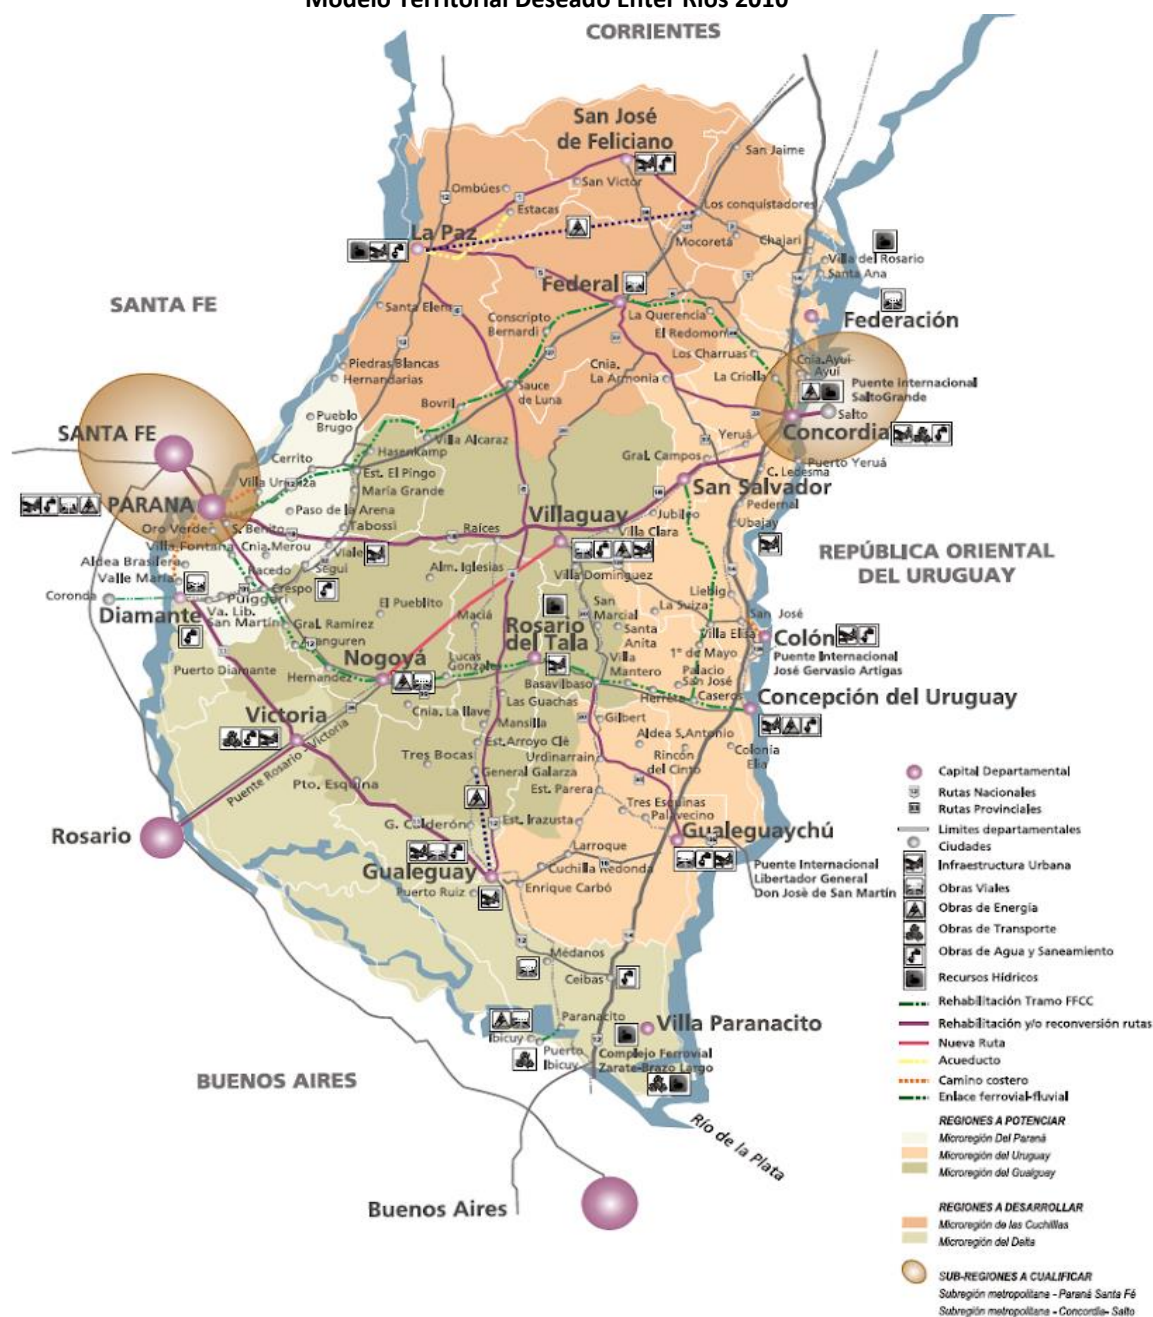 Modelo Territorial Deseado Enter Ríos 2010
CORRIENTES
San José
de Feliciano
San Jaime
San Victor
Ombúes
Estacas
Los conquistadores
La Paz
Mocoretá
Chajari
Villa del Rosario
Santa Ana
Federal
SANTA FE
Santa Elena
Conscripto
Bernardi
La Querencia
El Redomon
Federación
Los Charruas
Cnia. Ayui
Ayui
Piedras Blancas
Hernandarias
Cnia.
La Armonia
La Criolla
Puente Internacional
SaltoGrande
Sauce
de Luna
Bovril
Salto
Pueblo
Brugo
Concordia
SANTA FE
Villa Alcaraz
Yeruá
Hasenkamp
Cerrito
Gral. Campos
Puerto Yeruá
Est. El Pingo
C. Ledesma
Villa Urquiza
María Grande
San Salvador
PARANA
Pedernal
Paso de la Arena
Jubileo
Villaguay
Oro Verde
S. Benito
Tabossi
Raíces
Ubajay
Villa Clara
Villa Fontana
Cnia.Merou
Viale
REPÚBLICA ORIENTAL
DEL URUGUAY
Aldea Brasilera
Racedo
Segui
Alm. Iglesias
Villa Dominguez
Valle María
Crespo
Liebig
Coronda
Puiggari
El Pueblito
San
Marcial
La Suiza
San José
Diamante
Va. Lib.
San Martín
Gral. Ramírez
Maciá
Rosario
del Tala
Santa
Anita
Villa Elisa
Colón
Aranguren
1º de Mayo
Puente Internacional
José Gervasio Artigas
Nogoyá
Lucas
Gonzalez
Villa
Mantero
Palacio
San José
Puerto Diamante
Hernandez
Basavilbaso
Herrera
Caseros
Concepción del Uruguay
Las Guachas
Victoria
Cnia. La llave
Mansilla
Gilbert
Aldea S.Antonio
Est.Arroyo Clè
Colonia
Elia
Puente Rosario - Victoria
Tres Bocas
Urdinarrain
Rincón
del Cinto
General Galarza
Pto. Esquina
Est. Parera
Tres Esquinas
Palavecino
Rosario
G. Calderón
Est. Irazusta
Gualeguaychú
Larroque
Gualeguay
Cuchilla Redonda
Puente Internacional
Libertador General
Don José de San Martín
Puerto Ruiz
Enrique Carbó
Médanos
Ceibas
Paranacito
Villa Paranacito
Ibicuy
Puerto
Ibicuy
Complejo Ferrovial
Zarate-Brazo Largo
BUENOS AIRES
Río de la Plata
Buenos Aires
Capital Departamental
Rutas Nacionales
Rutas Provinciales
Limites departamentales
Ciudades
Infraestructura Urbana
Obras Viales
Obras de Energia
Obras de Transporte
Obras de Agua y Saneamiento
Recursos Hídricos
Rehabilitación Tramo FFCC
Rehabilitación y/o reconversión rutas
Nueva Ruta
Acueducto
Camino costero
Enlace ferrovial-fluvial
REGIONES A POTENCIAR
Microregión Del Paraná
Microregión del Uruguay
Microregión del Gualguay
REGIONES A DESARROLLAR
Microregión de las Cuchillas
Microregión del Delta
SUB-REGIONES A CUALIFICAR
Subregión metropolitana - Paraná Santa Fé
Subregión metropolitana - Concordia- Salto